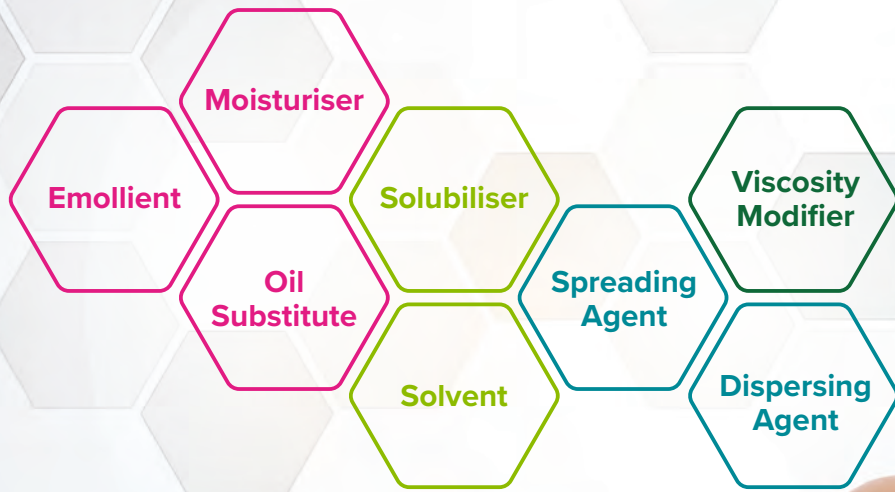 Moisturiser
Emollient
Solubiliser
Viscosity
Modifier
Oil
Substitute
Spreading
Agent
Solvent
Dispersing
Agent